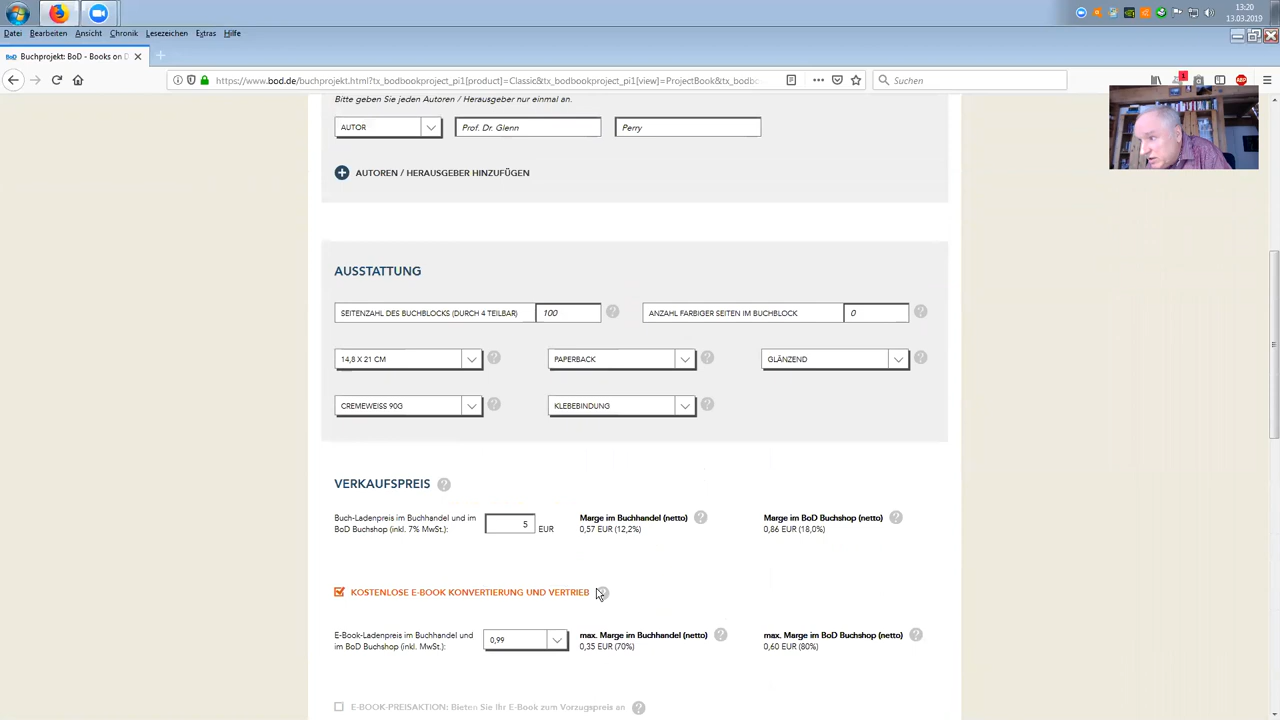 13:20
13.03.2019
Datei Bearbeiten Ansicht Chronik Lesezeichen Extras Hilfe
BoD Buchprojekt: BoD - Books on D
https://www.bod.de/buchprojekt.html?tx_bodbookproject_pi1[product]=Classic&tx_bodbookproject_pi1[view]=ProjectBook&tx_bodbo
Suchen
1
ABP
Bitte geben Sie jeden Autoren / Herausgeber nur einmal an.
AUTOR Prof. Dr. Glenn Perry
AUTOREN / HERAUSGEBER HINZUFÜGEN
AUSSTATTUNG
SEITENZAHL DES BUCHBLOCKS (DURCH 4 TEILBAR) 100 ? ANZAHL FARBIGER SEITEN IM BUCHBLOCK 0 ?
14,8 X 21 CM ? PAPERBACK ? GLÄNZEND ?
CREMEWEISS 90G ? KLEBEBINDUNG ?
VERKAUFSPREIS ?
Buch-Ladenpreis im Buchhandel und im
BoD Buchshop (inkl. 7% MwSt.):
5 EUR
Marge im Buchhandel (netto) ?
0,57 EUR (12,2%)
Marge im BoD Buchshop (netto) ?
0,86 EUR (18,0%)
KOSTENLOSE E-BOOK KONVERTIERUNG UND VERTRIEB
E-Book-Ladenpreis im Buchhandel und
im BoD Buchshop (inkl. MwSt.):
0,99
max. Marge im Buchhandel (netto) ?
0,35 EUR (70%)
max. Marge im BoD Buchshop (netto) ?
0,60 EUR (80%)
E-BOOK-PREISAKTION: Bieten Sie Ihr E-Book zum Vorzugspreis an ?